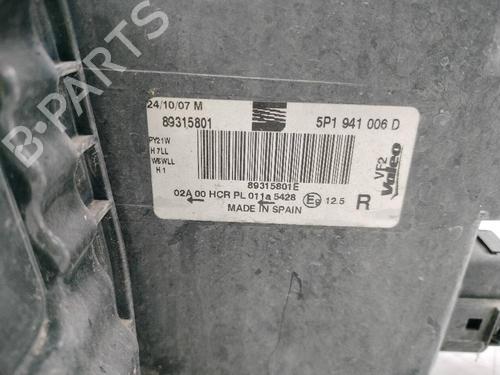 24/10/07 M
89315801
5P1 941 006 D
PY21W
H7LL
W5WLL
H1
VF2
Valeo
89315801E
02A 00 HCR PL 011a 5428 E9 12.5
R
MADE IN SPAIN
B-PARTS